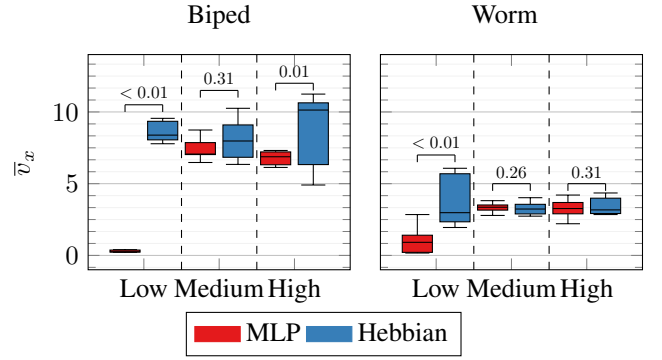 Biped Worm
< 0.01 0.31 0.01
< 0.01 0.26 0.31
10
5
0
v̅ₓ
Low Medium High Low Medium High
MLP Hebbian